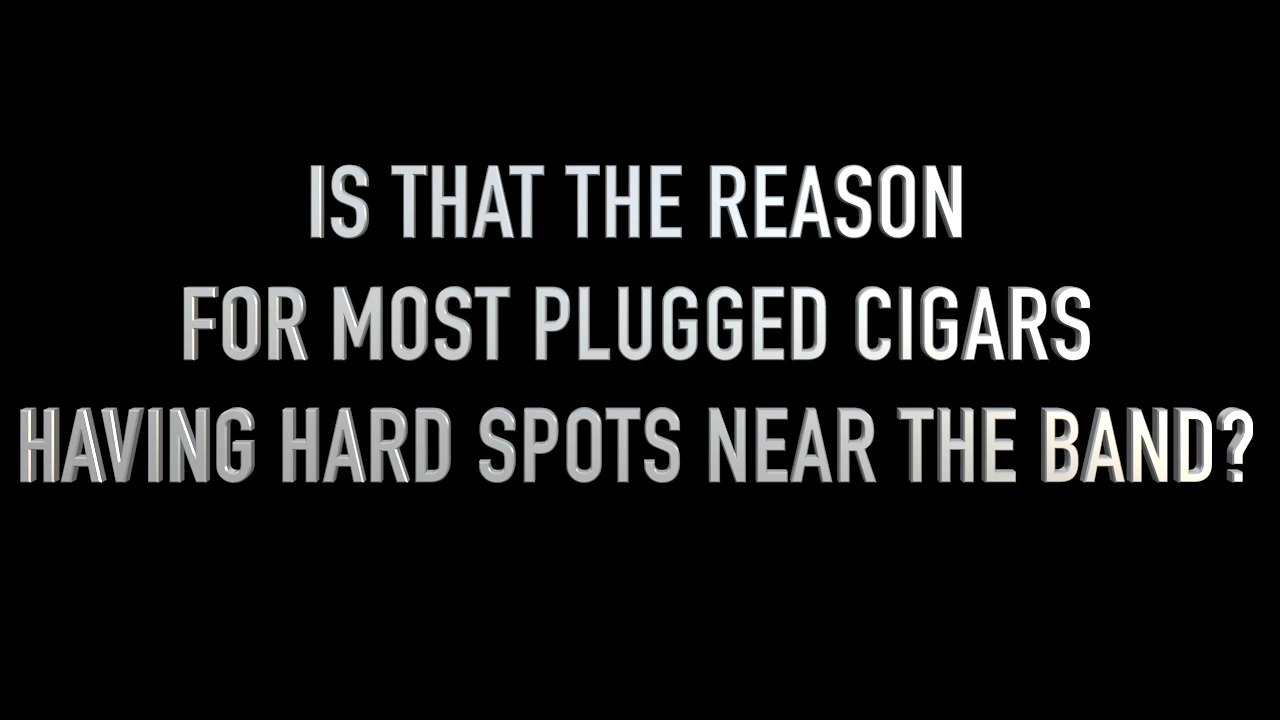 IS THAT THE REASON
FOR MOST PLUGGED CIGARS
HAVING HARD SPOTS NEAR THE BAND?